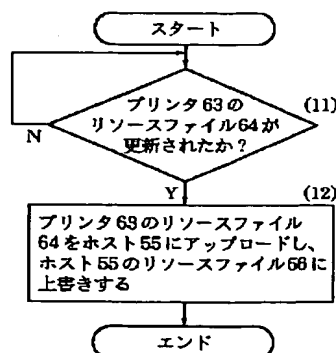 スタート
プリンタ63の
リソースファイル64が
更新されたか?
(11)
N
Y
(12)
プリンタ63のリソースファイル
64をホスト55にアップロードし、
ホスト55のリソースファイル56に
上書きする
エンド